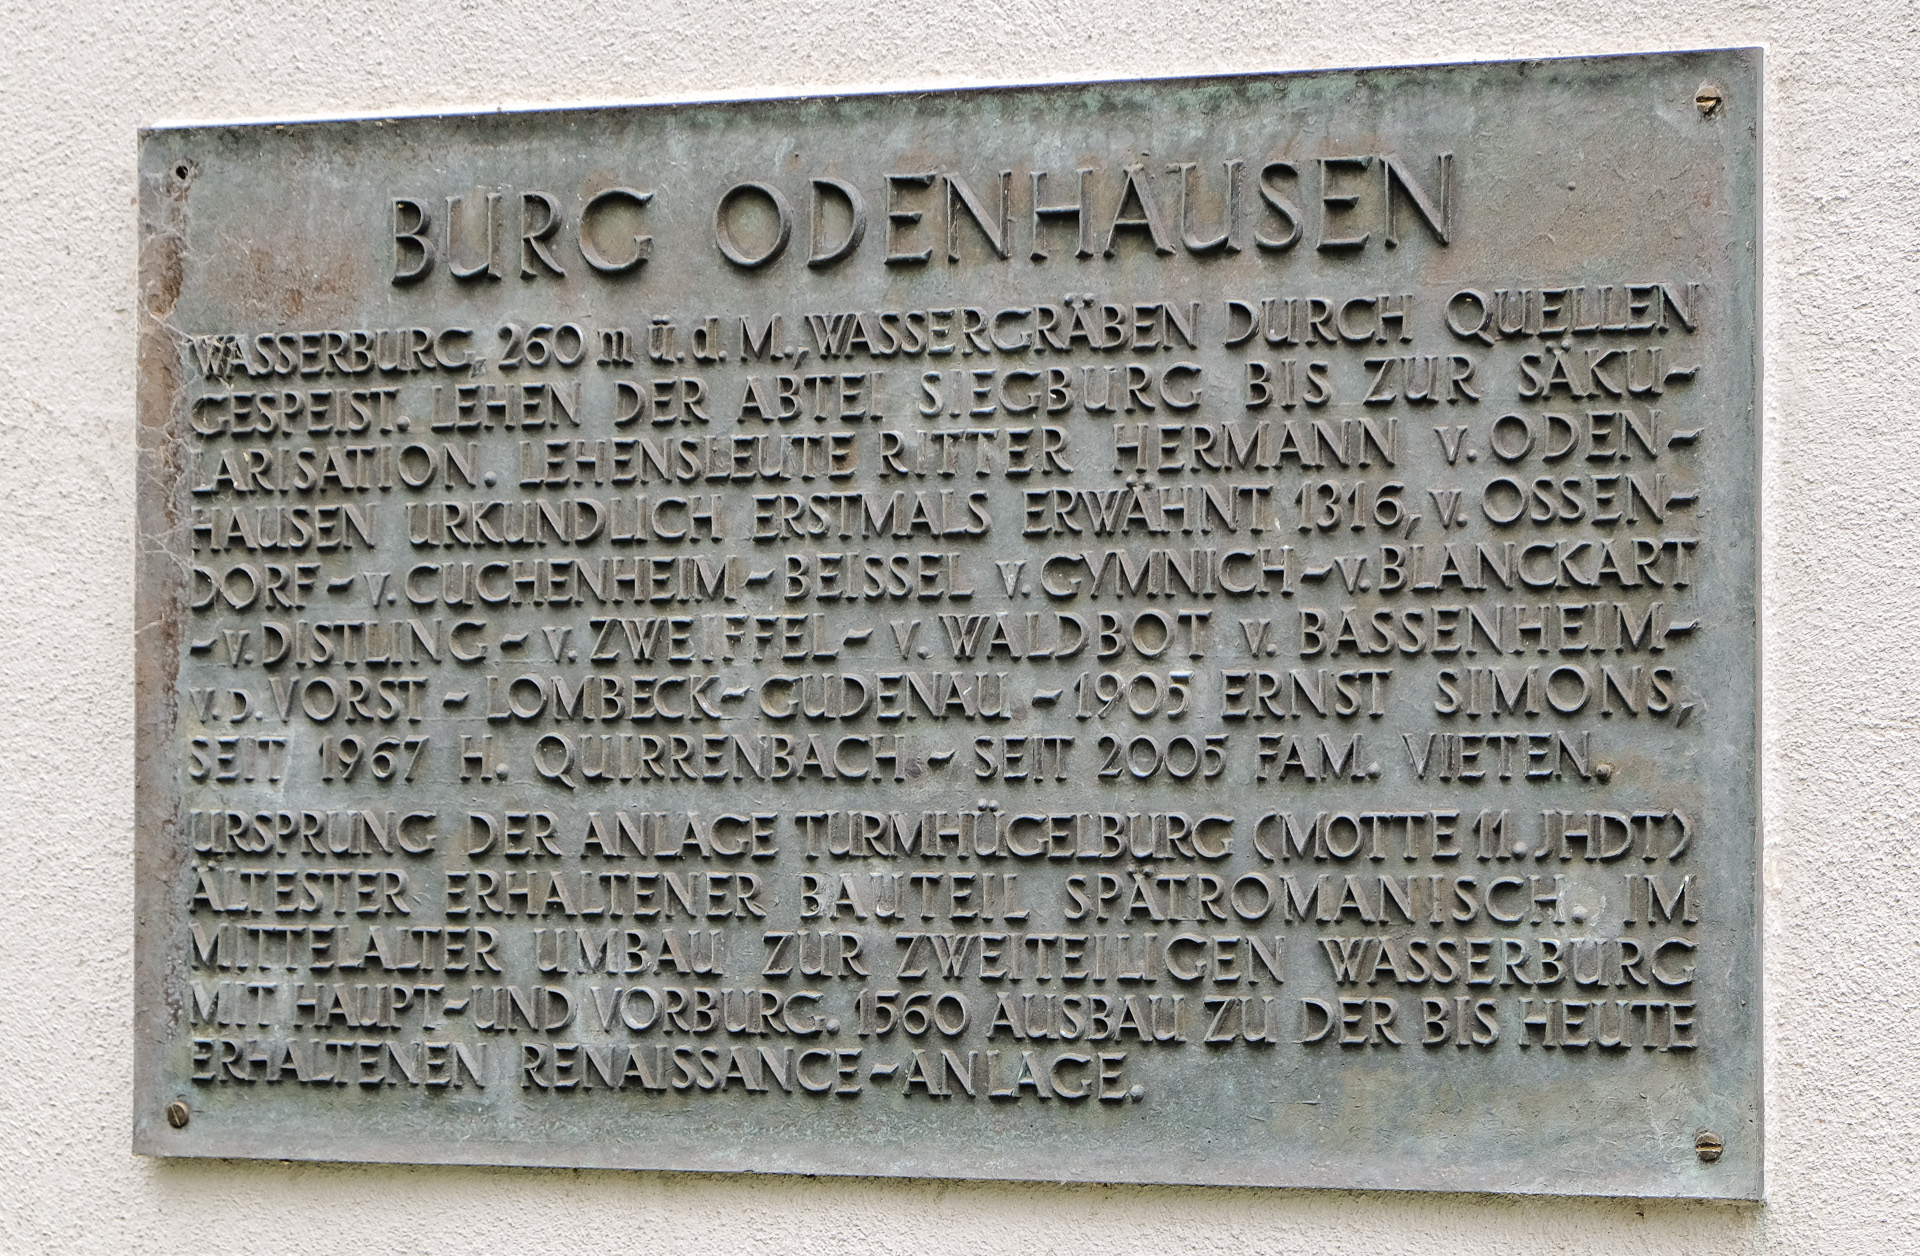 BURG ODENHAUSEN
WASSERBURG, 260 m ü.d. M., WASSERGRÄBEN DURCH QUELLEN
GESPEIST. LEHEN DER ABTEI SIEGBURG BIS ZUR SÄKU-
LARISATION. LEHENSLEUTE RITTER HERMANN v. ODEN-
HAUSEN URKUNDLICH ERSTMALS ERWÄHNT 1316, v. OSSEN-
DORF - v. CUCHENHEIM - BEISSEL v. GYMNICH - v. BLANCKART
- v. DISTLING - v. ZWEIFFEL - v. WALDBOT v. BASSENHEIM -
v.D. VORST - LOMBECK - GUDENAU - 1905 ERNST SIMONS,
SEIT 1967 H. QUIRRENBACH - SEIT 2005 FAM. VIETEN.
URSPRUNG DER ANLAGE TURMHÜGELBURG (MOTTE 11. JHDT)
ÄLTESTER ERHALTENER BAUTEIL SPÄTROMANISCH. IM
MITTELALTER UMBAU ZUR ZWEITEILIGEN WASSERBURG
MIT HAUPT-UND VORBURG. 1560 AUSBAU ZU DER BIS HEUTE
ERHALTENEN RENAISSANCE-ANLAGE.